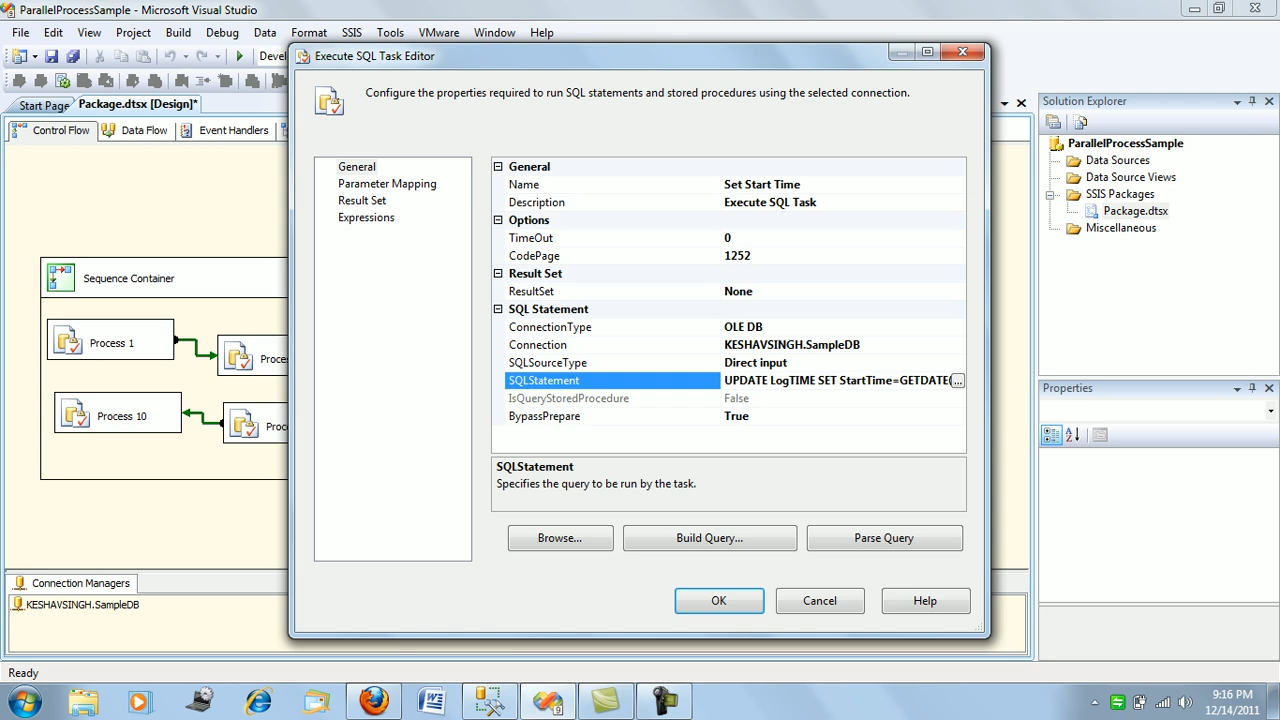 ParallelProcessSample - Microsoft Visual Studio
File Edit View Project Build Debug Data Format SSIS Tools VMware Window Help
Devel
Start Page Package.dtsx [Design]*
Control Flow Data Flow Event Handlers
Sequence Container
Process 1
Proces
Process 10
Proc
Connection Managers
KESHAVSINGH.SampleDB
Ready
Execute SQL Task Editor
Configure the properties required to run SQL statements and stored procedures using the selected connection.
General
Parameter Mapping
Result Set
Expressions
General
Name Set Start Time
Description Execute SQL Task
Options
TimeOut 0
CodePage 1252
Result Set
ResultSet None
SQL Statement
ConnectionType OLE DB
Connection KESHAVSINGH.SampleDB
SQLSourceType Direct input
SQLStatement UPDATE LogTIME SET StartTime=GETDATE( ...
IsQueryStoredProcedure False
BypassPrepare True
SQLStatement
Specifies the query to be run by the task.
Browse... Build Query... Parse Query
OK Cancel Help
Solution Explorer
ParallelProcessSample
Data Sources
Data Source Views
SSIS Packages
Package.dtsx
Miscellaneous
Properties
9:16 PM
12/14/2011